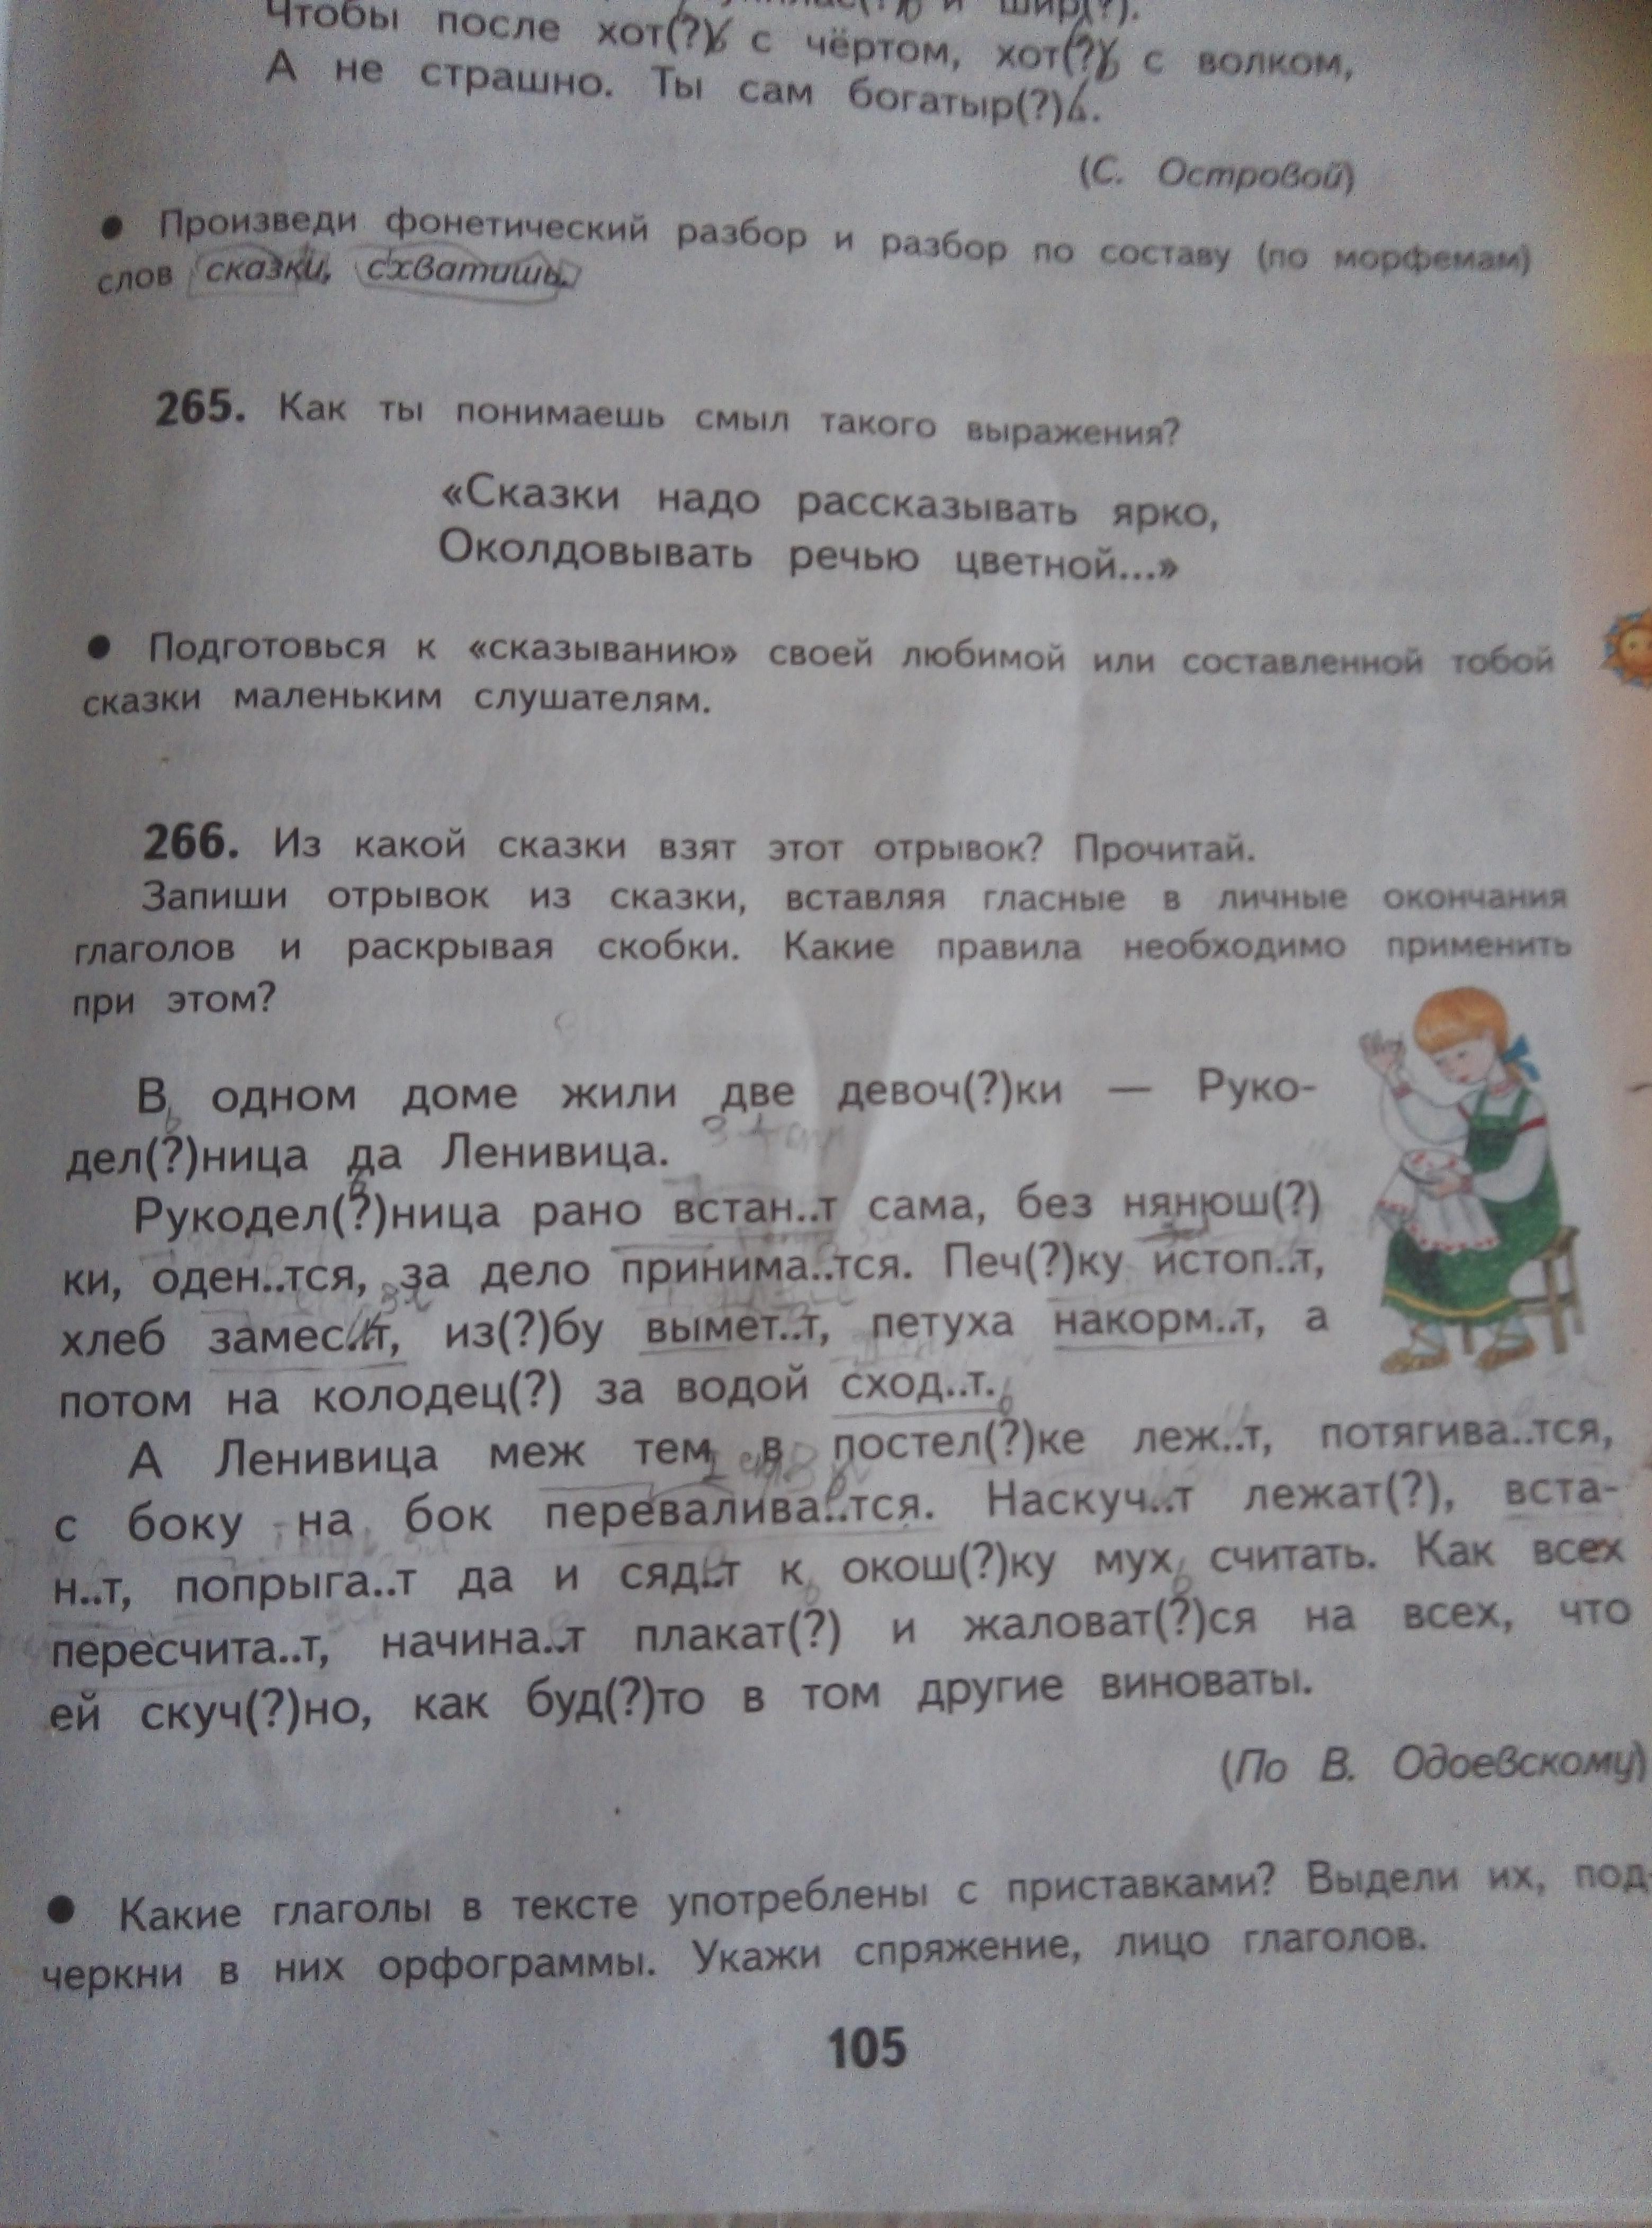 Чтобы после хот(?)ь с чёртом, хот(?)ь с волком,
А не страшно. Ты сам богатыр(?)ь.
(С. Островой)
● Произведи фонетический разбор и разбор по составу (по морфемам)
слов сказки, схватишь.
265. Как ты понимаешь смыл такого выражения?
«Сказки надо рассказывать ярко,
Околдовывать речью цветной...»
● Подготовься к «сказыванию» своей любимой или составленной тобой
сказки маленьким слушателям.
266. Из какой сказки взят этот отрывок? Прочитай.
Запиши отрывок из сказки, вставляя гласные в личные окончания
глаголов и раскрывая скобки. Какие правила необходимо применить
при этом?
В одном доме жили две девоч(?)ки — Руко-
дел(?)ница да Ленивица.
Рукодел(?)ница рано встан..т сама, без нянюш(?)
ки, оден..тся, за дело принима..тся. Печ(?)ку истоп..т,
хлеб замес..т, из(?)бу вымет..т, петуха накорм..т, а
потом на колодец(?) за водой сход..т.
А Ленивица меж тем в постел(?)ке леж..т, потягива..тся,
с боку на бок перевалива..тся. Наскуч..т лежат(?), вста-
н..т, попрыга..т да и сяд..т к окош(?)ку мух считать. Как всех
пересчита..т, начина..т плакат(?) и жаловат(?)ся на всех, что
ей скуч(?)но, как буд(?)то в том другие виноваты.
(По В. Одоевскому)
● Какие глаголы в тексте употреблены с приставками? Выдели их, под-
черкни в них орфограммы. Укажи спряжение, лицо глаголов.
105